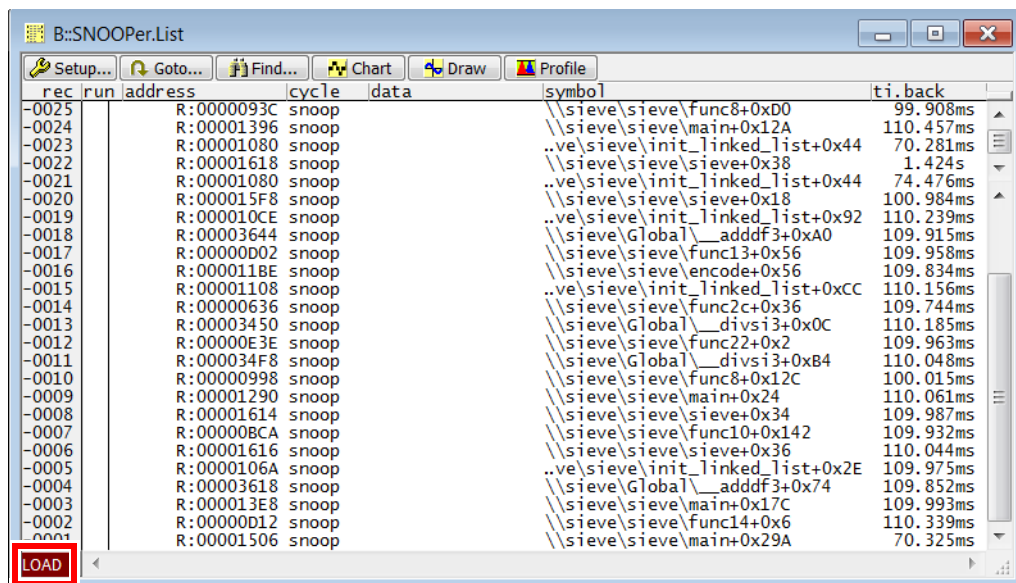 B::SNOOPer.List
Setup... Goto... Find... Chart Draw Profile
rec run address cycle data symbol ti.back
-0025 R:0000093C snoop \\sieve\sieve\func8+0xD0 99.908ms
-0024 R:00001396 snoop \\sieve\sieve\main+0x12A 110.457ms
-0023 R:00001080 snoop ..ve\sieve\init_linked_list+0x44 70.281ms
-0022 R:00001618 snoop \\sieve\sieve\sieve+0x38 1.424s
-0021 R:00001080 snoop ..ve\sieve\init_linked_list+0x44 74.476ms
-0020 R:000015F8 snoop \\sieve\sieve\sieve+0x18 100.984ms
-0019 R:000010CE snoop ..ve\sieve\init_linked_list+0x92 110.239ms
-0018 R:00003644 snoop \\sieve\Global\__adddf3+0xA0 109.915ms
-0017 R:00000D02 snoop \\sieve\sieve\func13+0x56 109.958ms
-0016 R:000011BE snoop \\sieve\sieve\encode+0x56 109.834ms
-0015 R:00001108 snoop ..ve\sieve\init_linked_list+0xCC 110.156ms
-0014 R:00000636 snoop \\sieve\sieve\func2c+0x36 109.744ms
-0013 R:00003450 snoop \\sieve\Global\__divsi3+0x0C 110.185ms
-0012 R:00000E3E snoop \\sieve\sieve\func22+0x2 109.963ms
-0011 R:000034F8 snoop \\sieve\Global\__divsi3+0xB4 110.048ms
-0010 R:00000998 snoop \\sieve\sieve\func8+0x12C 100.015ms
-0009 R:00001290 snoop \\sieve\sieve\main+0x24 110.061ms
-0008 R:00001614 snoop \\sieve\sieve\sieve+0x34 109.987ms
-0007 R:00000BCA snoop \\sieve\sieve\func10+0x142 109.932ms
-0006 R:00001616 snoop \\sieve\sieve\sieve+0x36 110.044ms
-0005 R:0000106A snoop ..ve\sieve\init_linked_list+0x2E 109.975ms
-0004 R:00003618 snoop \\sieve\Global\__adddf3+0x74 109.852ms
-0003 R:000013E8 snoop \\sieve\sieve\main+0x17C 109.993ms
-0002 R:00000D12 snoop \\sieve\sieve\func14+0x6 110.339ms
-0001 R:00001506 snoop \\sieve\sieve\main+0x29A 70.325ms
LOAD